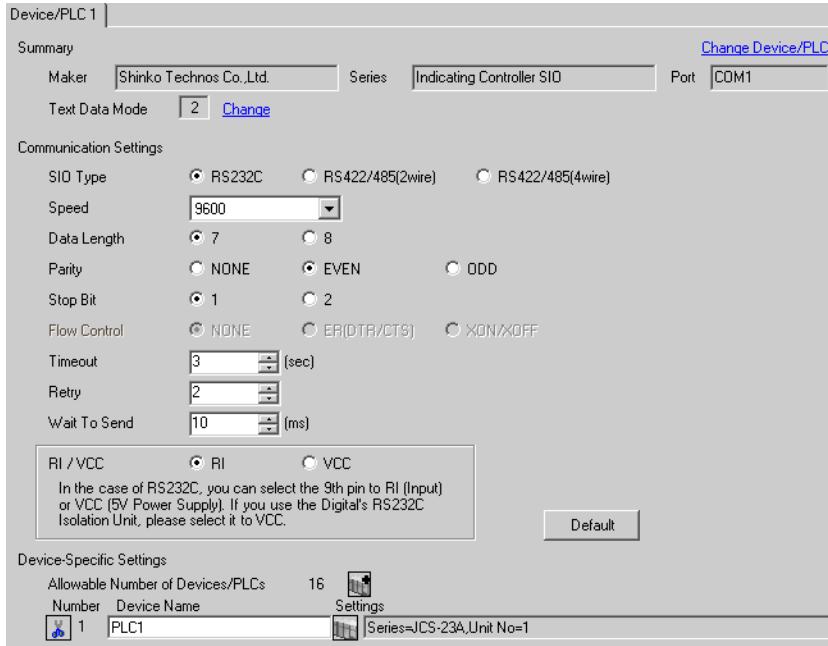 Device/PLC 1
Summary Change Device/PLC
Maker Shinko Technos Co.,Ltd. Series Indicating Controller SIO Port COM1
Text Data Mode 2 Change
Communication Settings
SIO Type RS232C RS422/485(2wire) RS422/485(4wire)
Speed 9600
Data Length 7 8
Parity NONE EVEN ODD
Stop Bit 1 2
Flow Control NONE ER(DTR/CTS) XON/XOFF
Timeout 3 (sec)
Retry 2
Wait To Send 10 (ms)
RI / VCC RI VCC
In the case of RS232C, you can select the 9th pin to RI (Input)
or VCC (5V Power Supply). If you use the Digital's RS232C
Isolation Unit, please select it to VCC.
Default
Device-Specific Settings
Allowable Number of Devices/PLCs 16
Number Device Name Settings
1 PLC1 Series=JCS-23A,Unit No=1